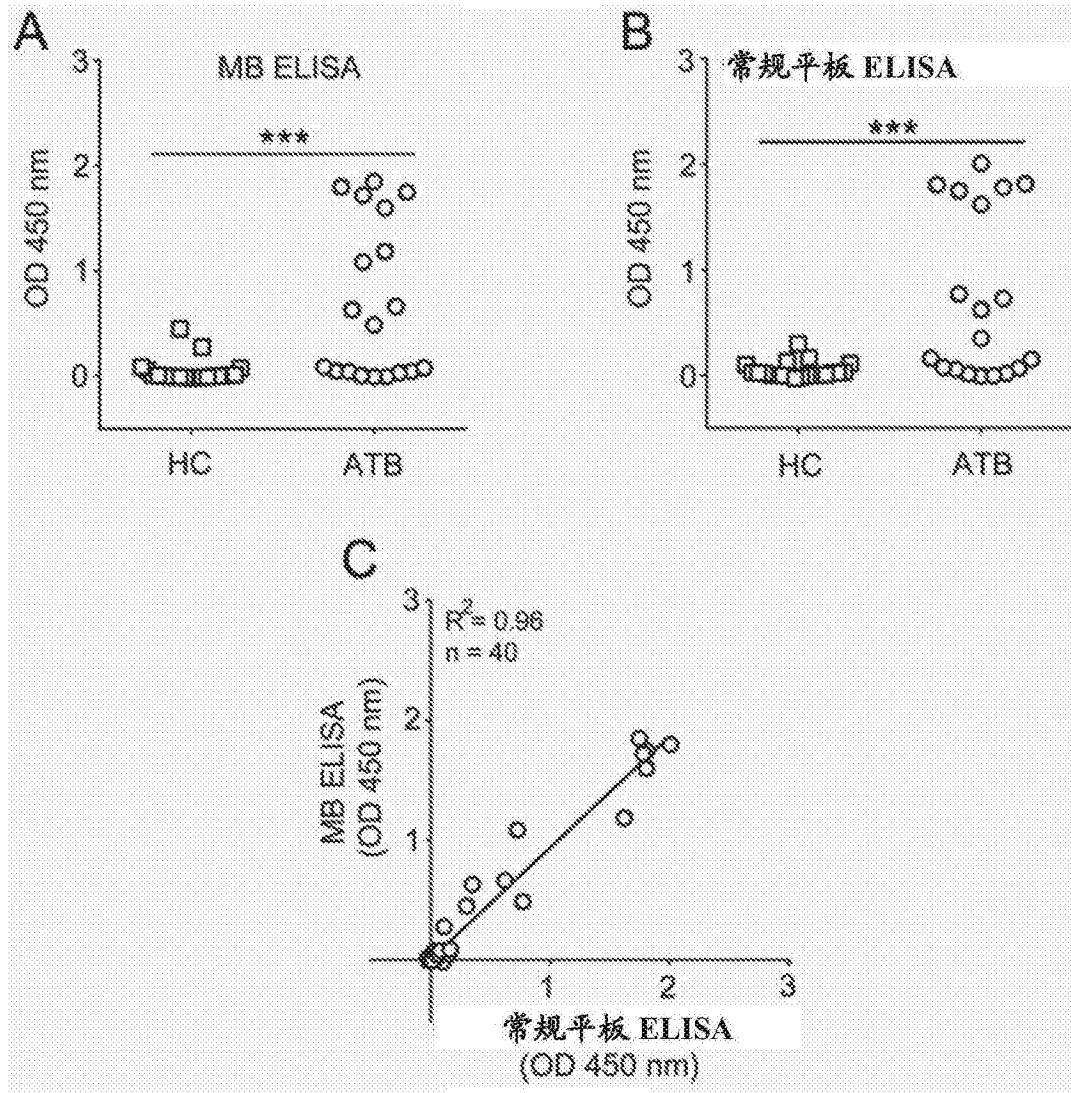 A
MB ELISA
3
2
1
0
OD 450 nm
***
HC
ATB
B
常规平板 ELISA
3
2
1
0
OD 450 nm
***
HC
ATB
C
R²= 0.96
n = 40
3
2
1
MB ELISA
(OD 450 nm)
1
2
3
常规平板 ELISA
(OD 450 nm)